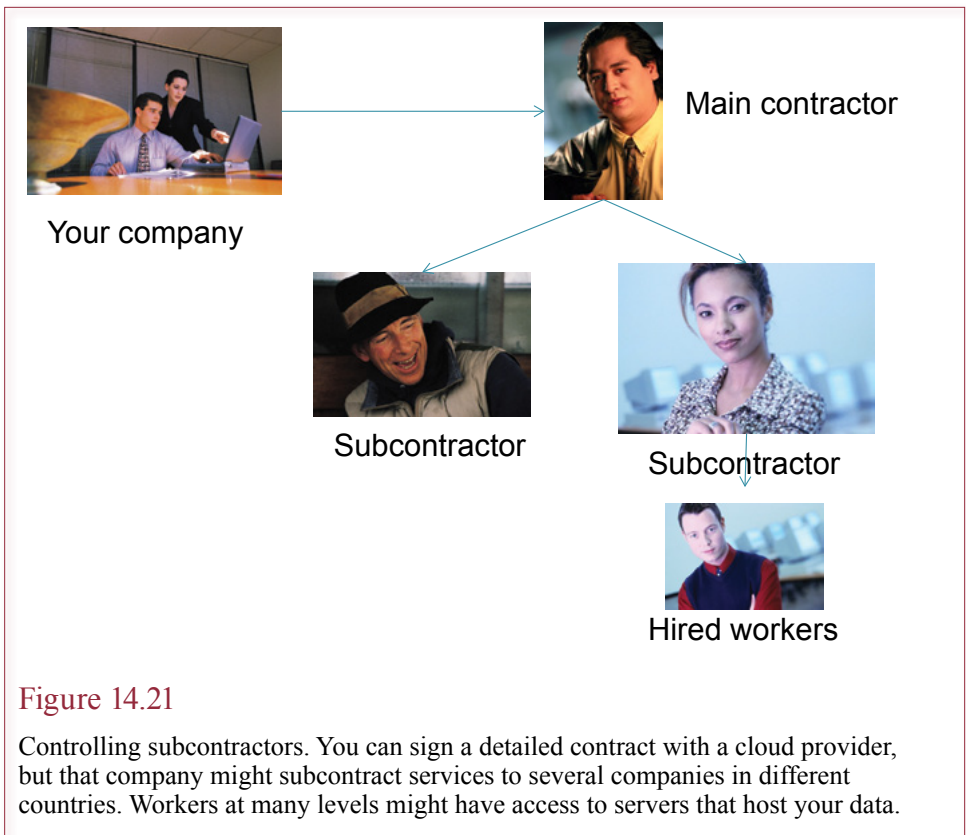 Main contractor
Your company
Subcontractor
Subcontractor
Hired workers
Figure 14.21
Controlling subcontractors. You can sign a detailed contract with a cloud provider,
but that company might subcontract services to several companies in different
countries. Workers at many levels might have access to servers that host your data.